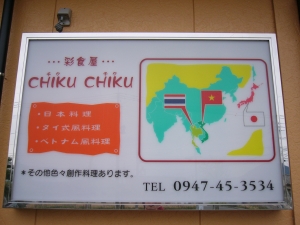 … 彩食屋 …
CHIKU CHIKU
・日本料理
・タイ式風料理
・ベトナム風料理
*その他色々創作料理あります。
TEL 0947-45-3534